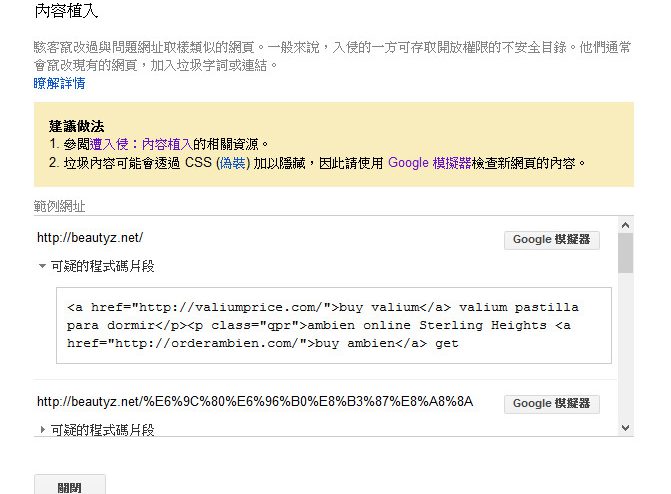 內容植入
駭客竄改過與問題網址取樣類似的網頁。一般來說，入侵的一方可存取開放權限的不安全目錄。他們通常
會竄改現有的網頁，加入垃圾字詞或連結。
瞭解詳情
建議做法
1. 參閱遭入侵：內容植入的相關資源。
2. 垃圾內容可能會透過 CSS (偽裝) 加以隱藏，因此請使用 Google 模擬器檢查新網頁的內容。
範例網址
http://beautyz.net/
Google 模擬器
可疑的程式碼片段
<a href="http://valiumprice.com/">buy valium</a> valium pastilla
para dormir</p><p class="qpr">ambien online Sterling Heights <a
href="http://orderambien.com/">buy ambien</a> get
http://beautyz.net/%E6%9C%80%E6%96%B0%E8%B3%87%E8%A8%8A
Google 模擬器
可疑的程式碼片段
關閉